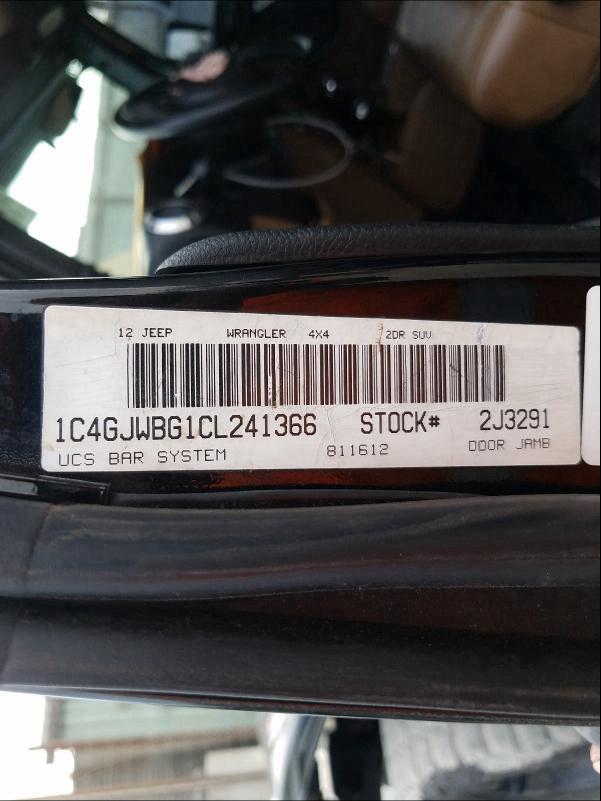 12 JEEP WRANGLER 4X4 2DR SUV
1C4GJWBG1CL241366 STOCK# 2J3291
UCS BAR SYSTEM 811612 DOOR JAMB